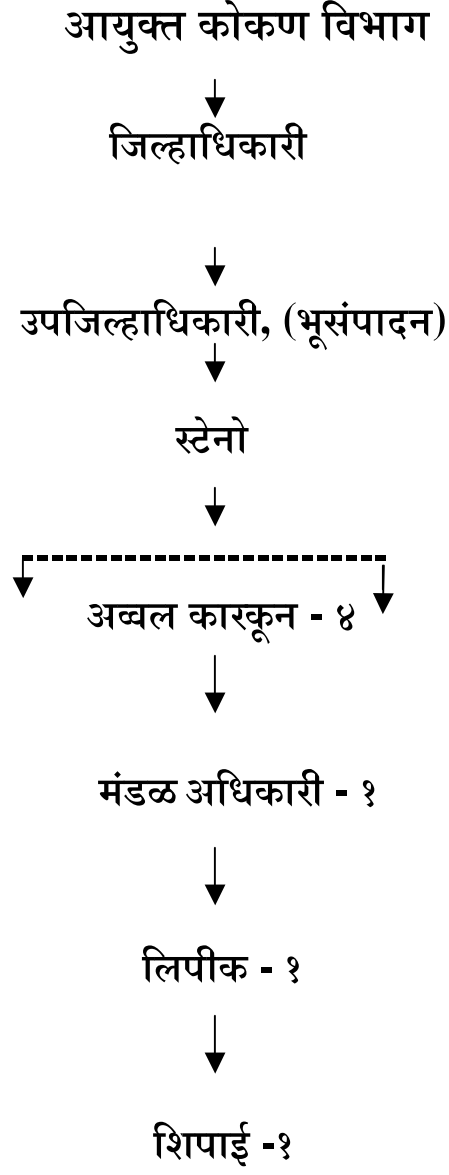 आयुक्त कोकण विभाग
जिल्हाधिकारी
उपजिल्हाधिकारी, (भूसंपादन)
स्टेनो
अव्वल कारकून - ४
मंडळ अधिकारी - १
लिपीक - १
शिपाई -१